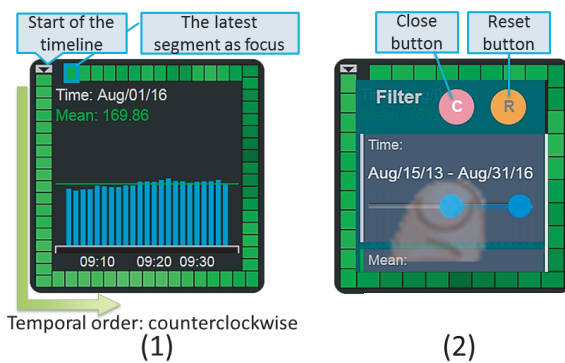 Start of the
timeline
The latest
segment as focus
Time: Aug/01/16
Mean: 169.86
09:10 09:20 09:30
Temporal order: counterclockwise
(1)
Close
button
Reset
button
Filter
C
R
Time:
Aug/15/13 - Aug/31/16
Mean:
(2)